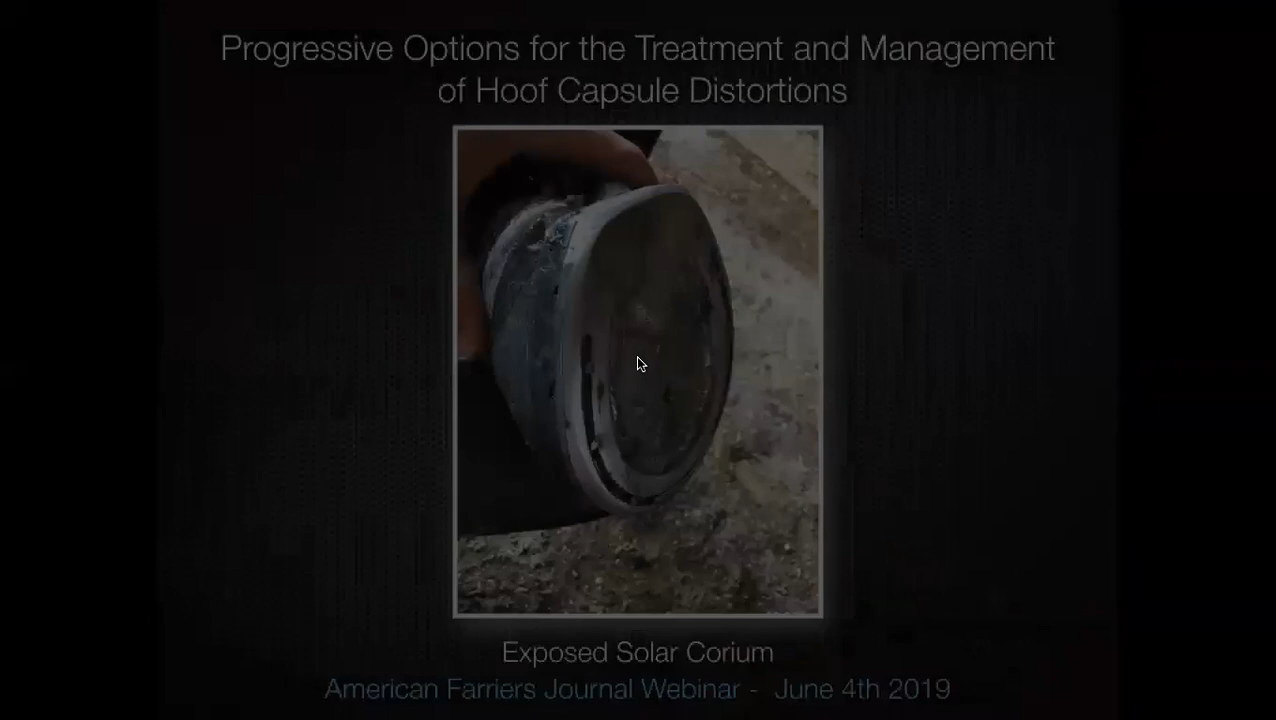 Progressive Options for the Treatment and Management
of Hoof Capsule Distortions
Exposed Solar Corium
American Farriers Journal Webinar - June 4th 2019